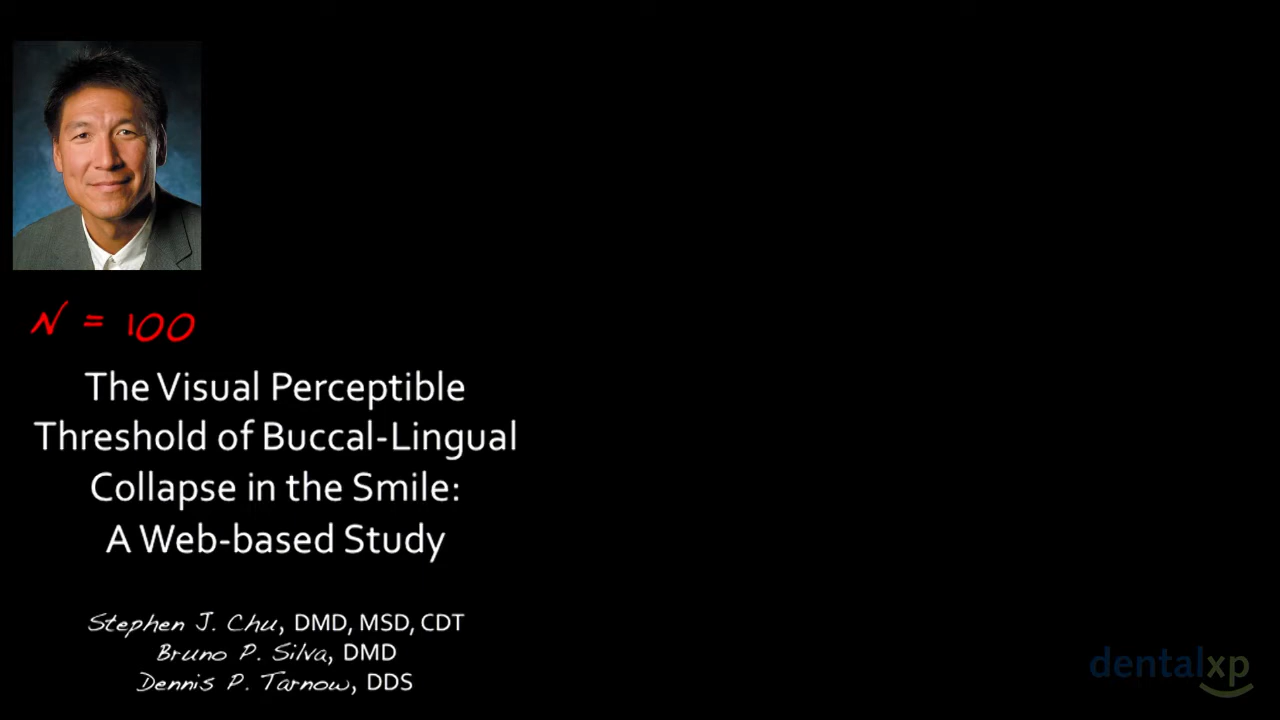 N = 100
The Visual Perceptible
Threshold of Buccal-Lingual
Collapse in the Smile:
A Web-based Study
Stephen J. Chu, DMD, MSD, CDT
Bruno P. Silva, DMD
Dennis P. Tarnow, DDS
dentalxp